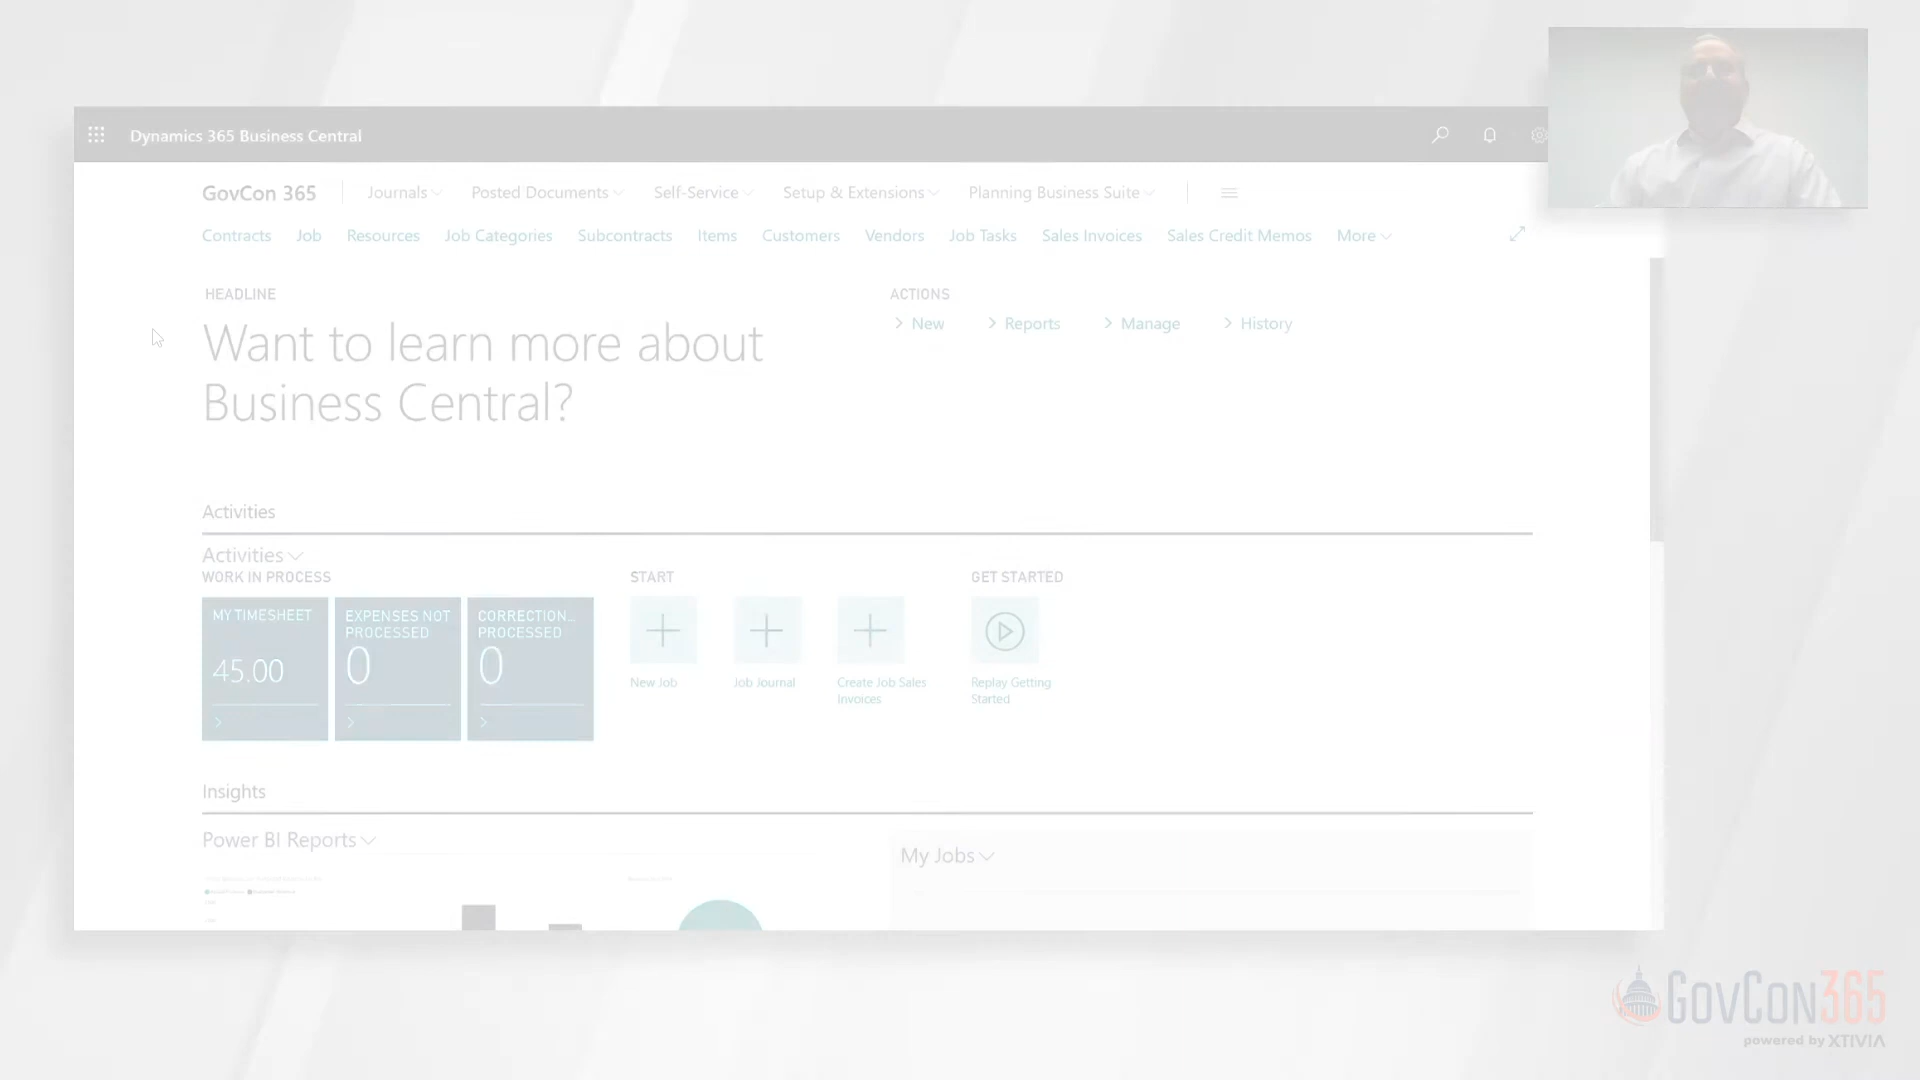 Dynamics 365 Business Central
GovCon 365
Journals
Posted Documents
Self-Service
Setup & Extensions
Planning Business Suite
Contracts
Job
Resources
Job Categories
Subcontracts
Items
Customers
Vendors
Job Tasks
Sales Invoices
Sales Credit Memos
More
HEADLINE
Want to learn more about
Business Central?
ACTIONS
New
Reports
Manage
History
Activities
Activities
WORK IN PROCESS
MY TIMESHEET
45.00
EXPENSES NOT
PROCESSED
0
CORRECTION...
PROCESSED
0
START
New Job
Job Journal
Create Job Sales
Invoices
GET STARTED
Replay Getting
Started
Insights
Power BI Reports
My Jobs
GovCon365
powered by XTIVIA